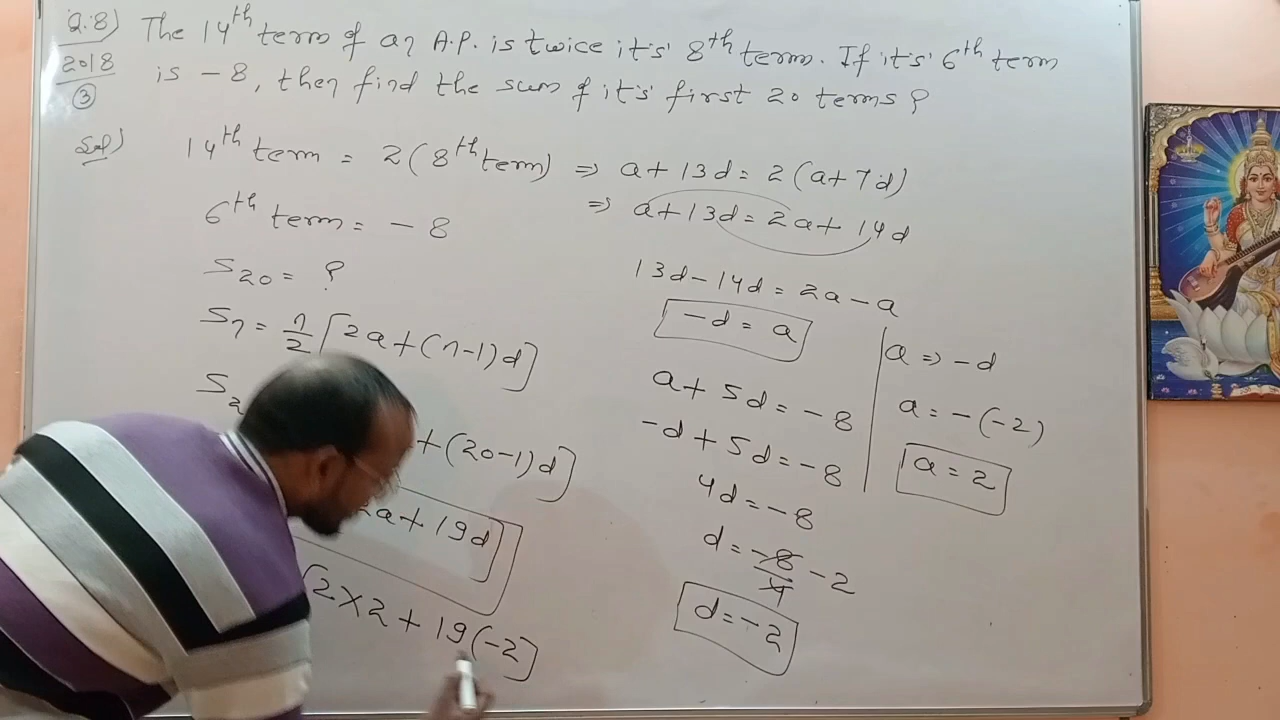 Q.8) The 14th term of an A.P. is twice it's' 8th term. If it's' 6th term
2018 is -8, then find the sum of it's first 20 terms?
③
Sol)
14th term = 2(8th term) ⇒ a+13d = 2(a+7d)
⇒ a+13d = 2a+14d
6th term = -8
S20 = ?
13d-14d = 2a-a
-d = a
Sn = n/2 [2a+(n-1)d]
a+5d = -8
-d+5d = -8
4d = -8
d = -8/4 -2
d = -2
a ⇒ -d
a = -(-2)
a = 2
S2
+(20-1)d]
2a+19d]
[2×2+19(-2]